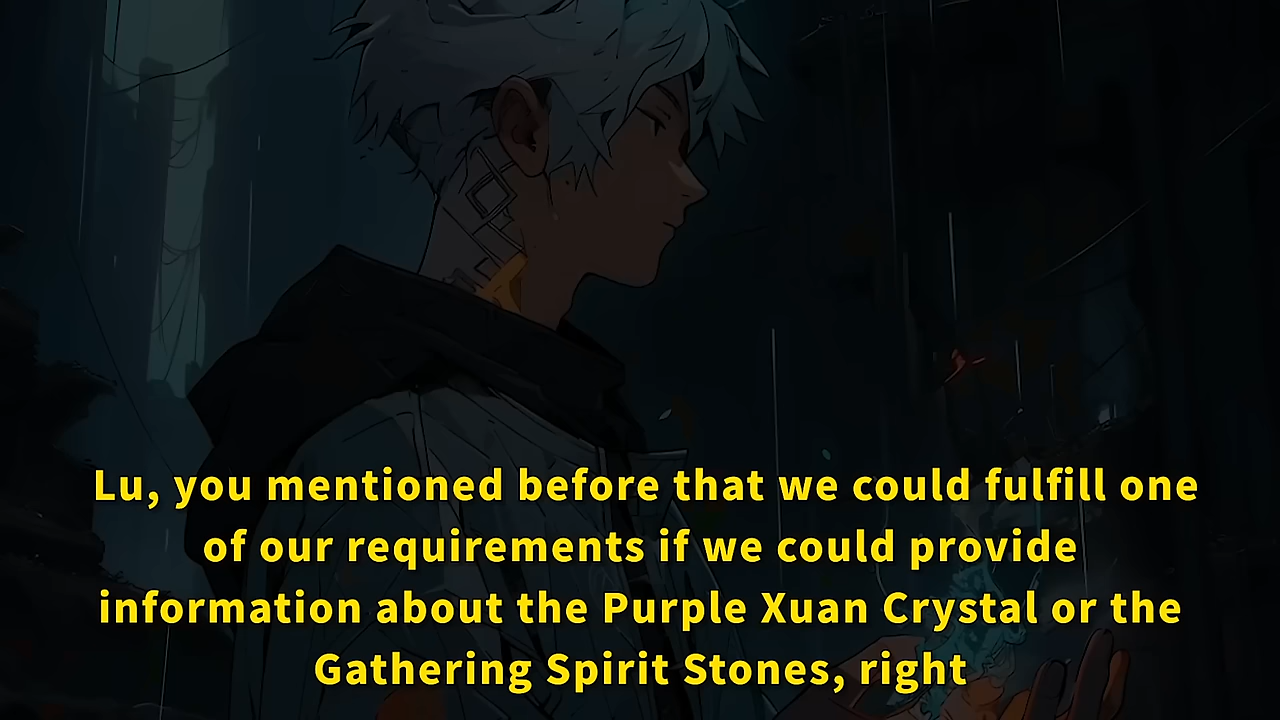 Lu, you mentioned before that we could fulfill one
of our requirements if we could provide
information about the Purple Xuan Crystal or the
Gathering Spirit Stones, right